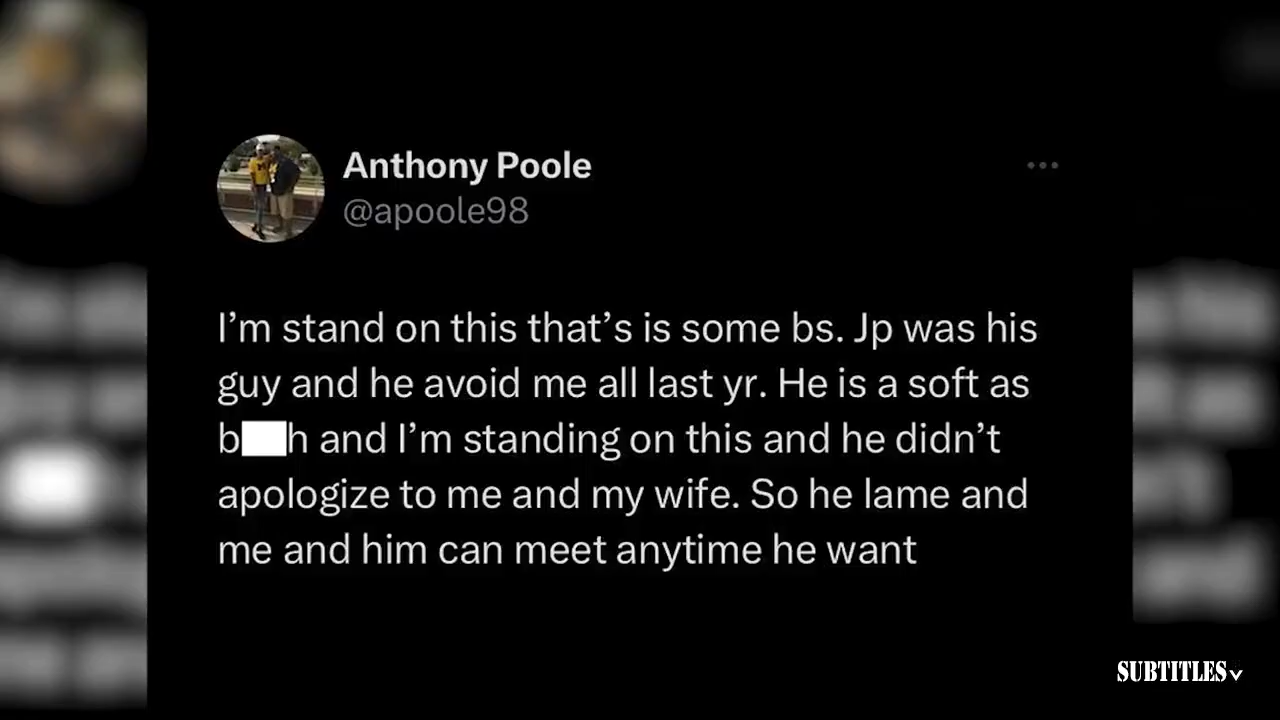 Anthony Poole
@apoole98
I'm stand on this that's is some bs. Jp was his
guy and he avoid me all last yr. He is a soft as
b h and I'm standing on this and he didn't
apologize to me and my wife. So he lame and
me and him can meet anytime he want
SUBTITLES